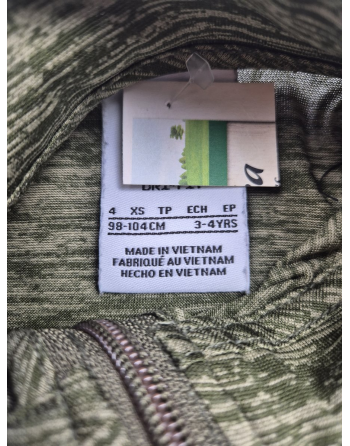 a
4 XS TP ECH EP
98-104CM 3-4YRS
MADE IN VIETNAM
FABRIQUÉ AU VIETNAM
HECHO EN VIETNAM